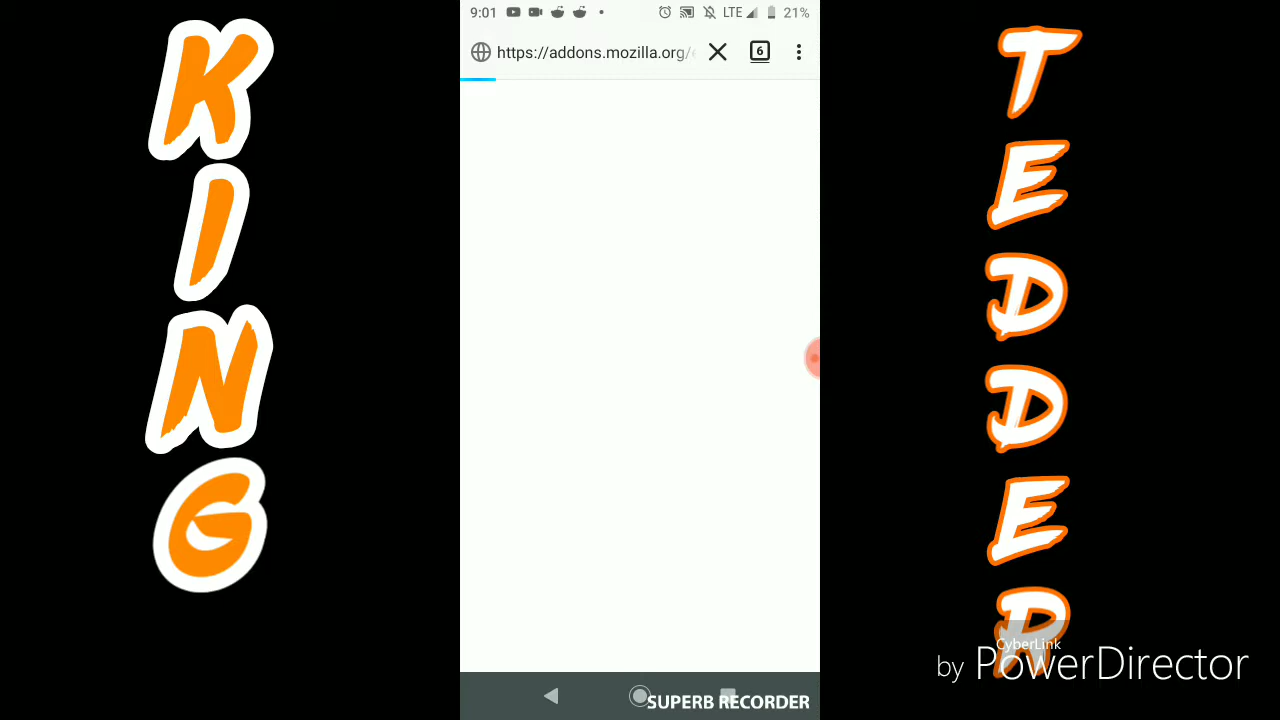 KING
9:01 LTE 21%
https://addons.mozilla.org/
6
TEDDER
CyberLink
by PowerDirector
SUPERB RECORDER